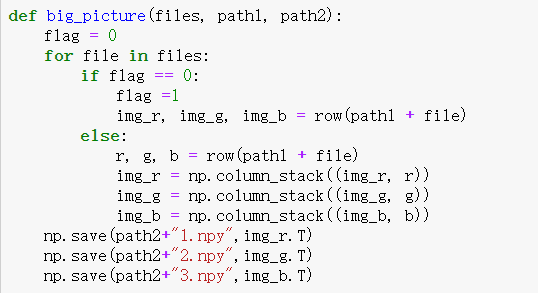 def big_picture(files, path1, path2):
    flag = 0
    for file in files:
        if flag == 0:
            flag =1
            img_r, img_g, img_b = row(path1 + file)
        else:
            r, g, b = row(path1 + file)
            img_r = np.column_stack((img_r, r))
            img_g = np.column_stack((img_g, g))
            img_b = np.column_stack((img_b, b))
    np.save(path2+"1.npy",img_r.T)
    np.save(path2+"2.npy",img_g.T)
    np.save(path2+"3.npy",img_b.T)